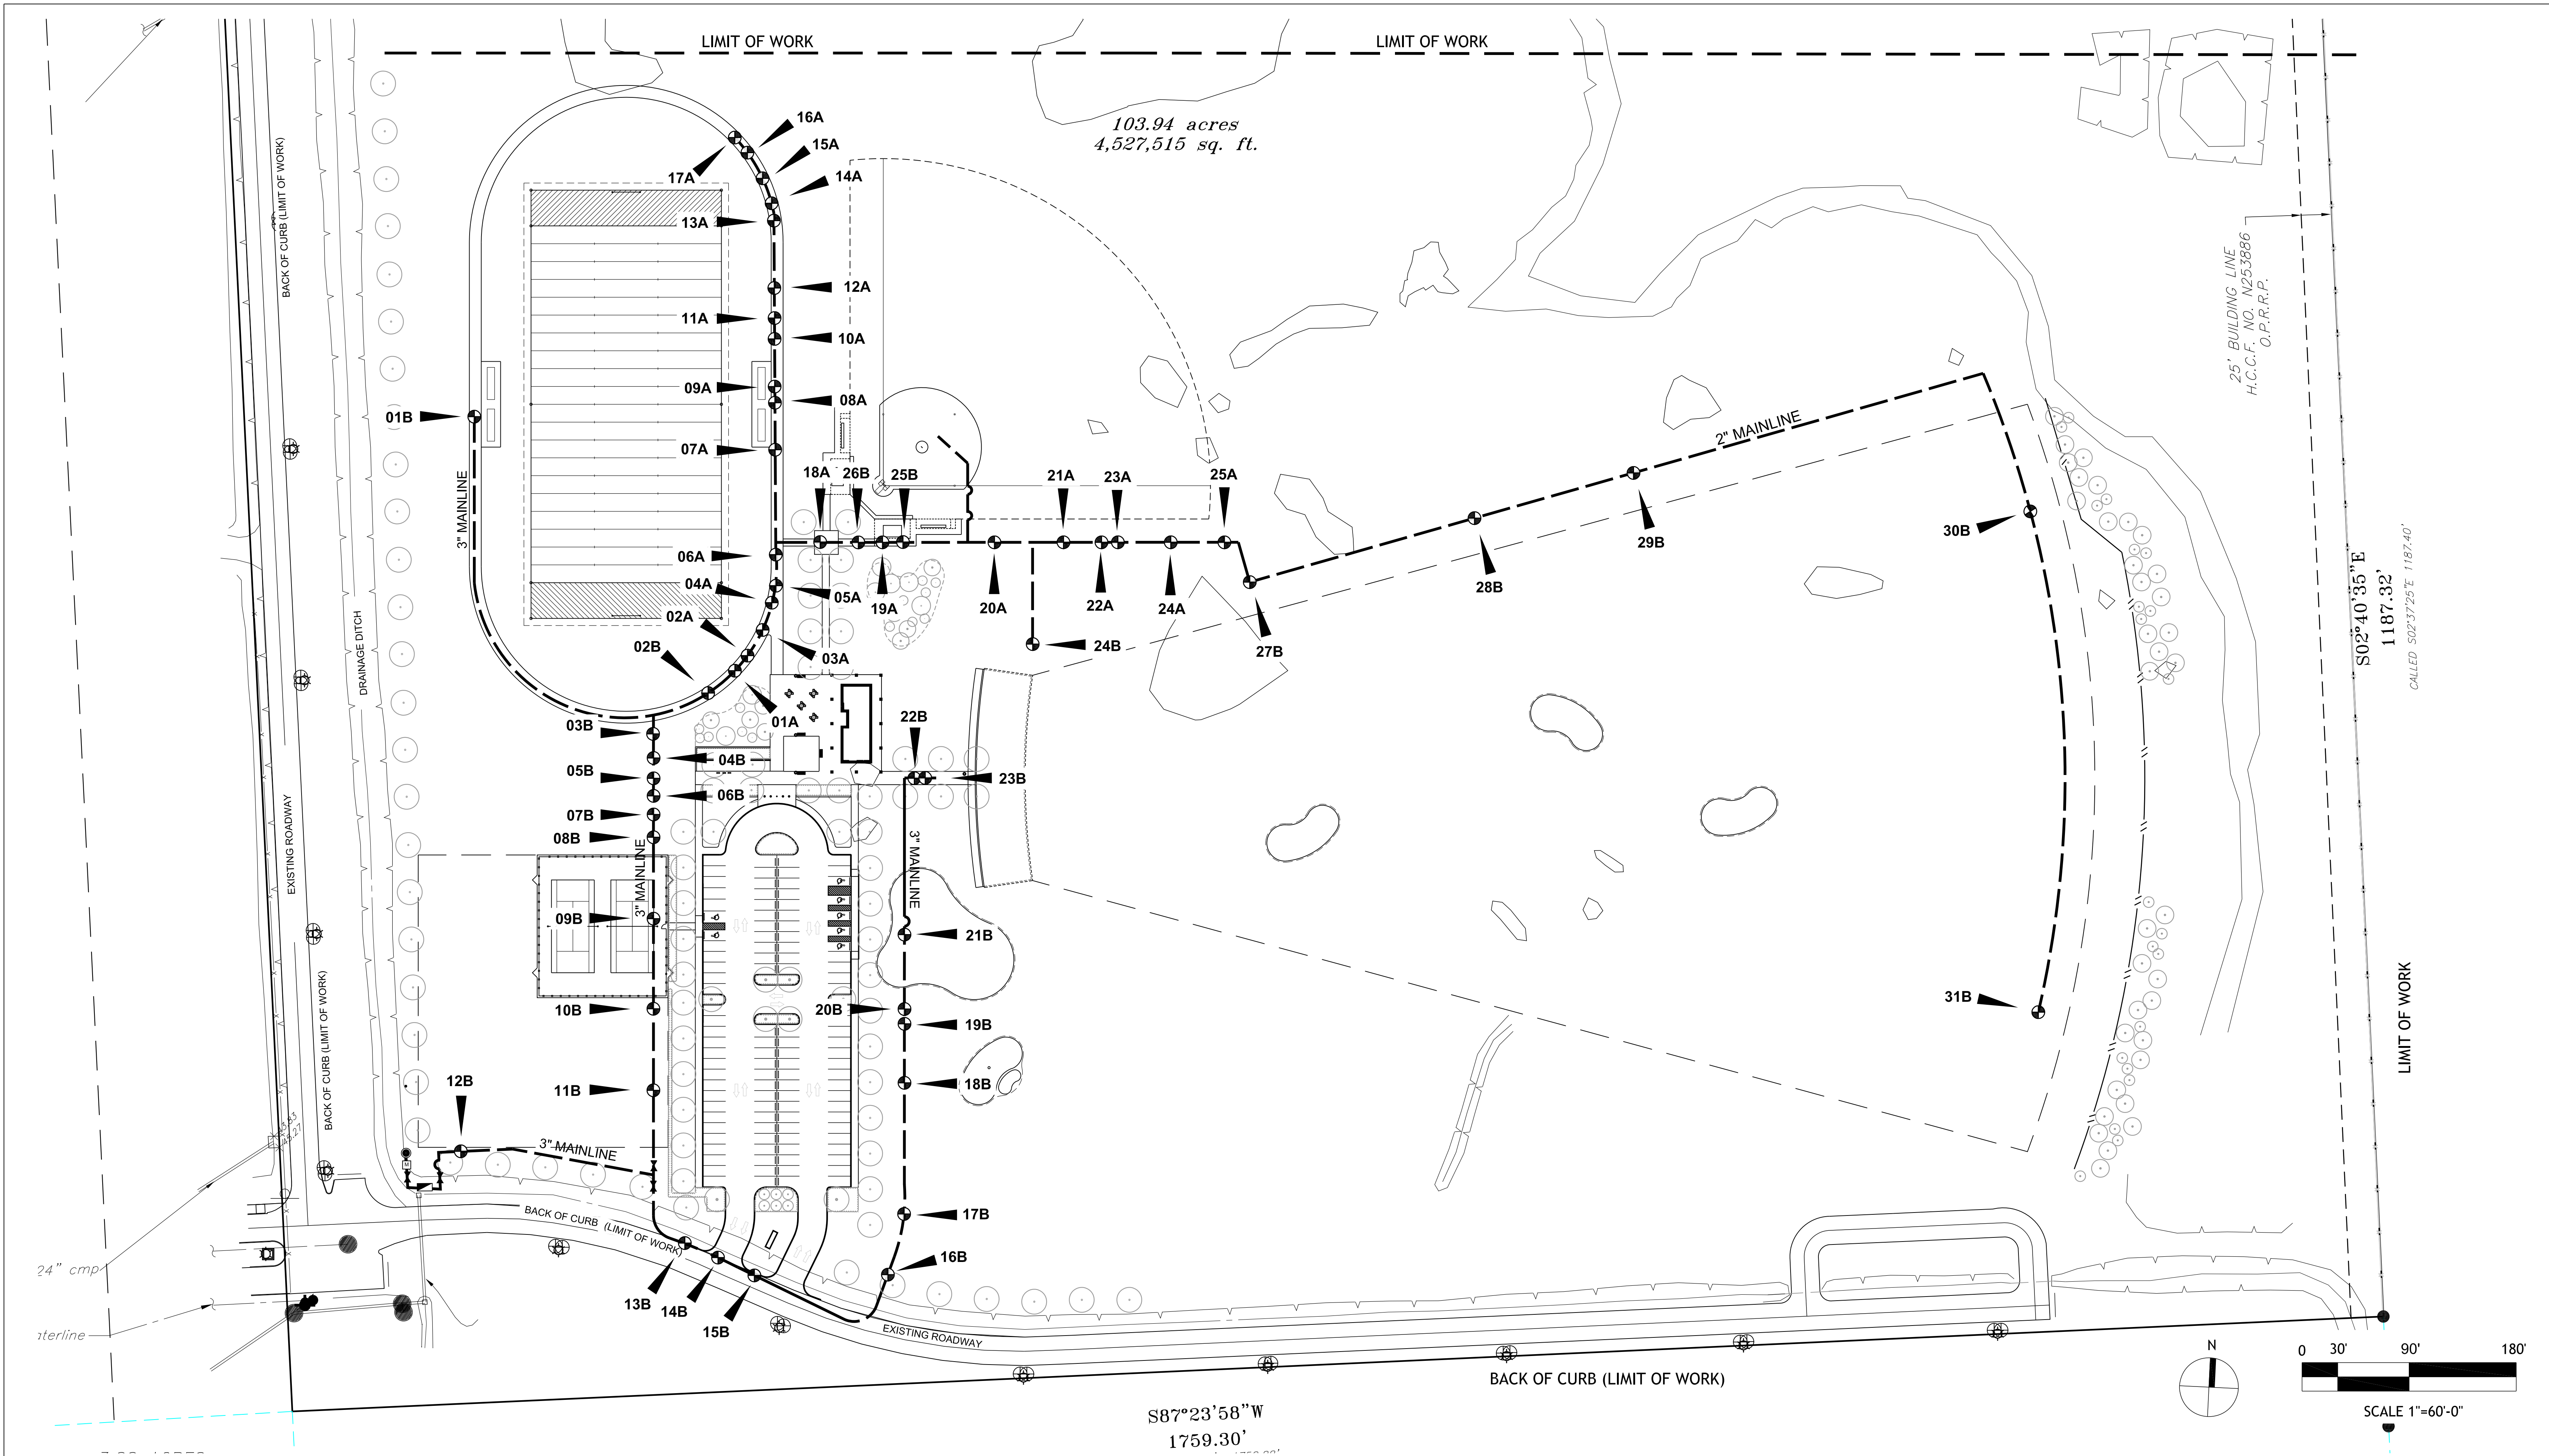 LIMIT OF WORK
LIMIT OF WORK
103.94 acres
4,527,515 sq. ft.
BACK OF CURB (LIMIT OF WORK)
16A
15A
17A
14A
13A
12A
11A
10A
09A
08A
01B
07A
3" MAINLINE
18A
26B
25B
21A
23A
25A
2" MAINLINE
25' BUILDING LINE
H.C.C.F. NO. N253886
O.P.R.R.P.
06A
04A
05A
19A
20A
22A
24A
28B
29B
30B
02A
02B
03A
24B
27B
S02°40'35"E
1187.32'
CALLED S02°37'25"E 1187.40'
DRAINAGE DITCH
03B
01A
22B
04B
05B
23B
06B
07B
08B
EXISTING ROADWAY
3" MAINLINE
3" MAINLINE
09B
21B
10B
20B
19B
31B
BACK OF CURB (LIMIT OF WORK)
LIMIT OF WORK
12B
11B
18B
M
3" MAINLINE
BACK OF CURB (LIMIT OF WORK)
17B
16B
24" cmp
13B
14B
15B
EXISTING ROADWAY
BACK OF CURB (LIMIT OF WORK)
N
0 30' 90' 180'
SCALE 1"=60'-0"
S87°23'58"W
1759.30'